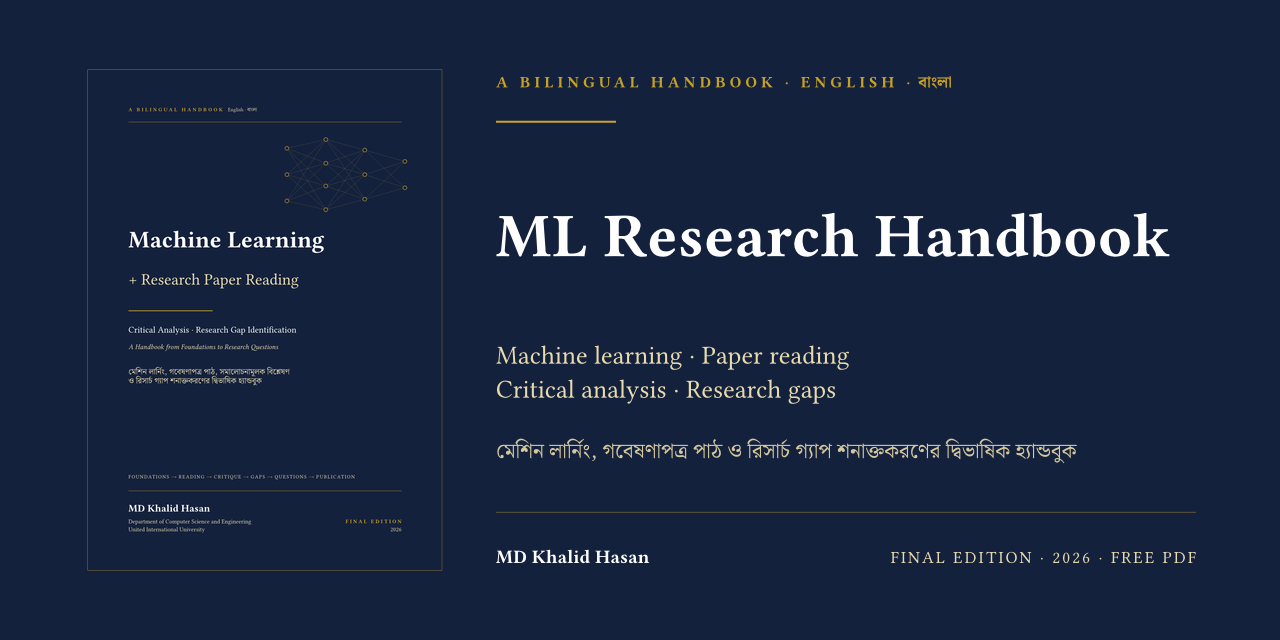 A BILINGUAL HANDBOOK English · বাংলা
Machine Learning
+ Research Paper Reading
Critical Analysis · Research Gap Identification
A Handbook from Foundations to Research Questions
মেশিন লার্নিং, গবেষণাপত্র পাঠ, সমালোচনামূলক বিশ্লেষণ
ও রিসার্চ গ্যাপ শনাক্তকরণের দ্বিভাষিক হ্যান্ডবুক
FOUNDATIONS → READING → CRITIQUE → GAPS → QUESTIONS → PUBLICATION
MD Khalid Hasan
Department of Computer Science and Engineering
United International University
FINAL EDITION
2026
A BILINGUAL HANDBOOK · ENGLISH · বাংলা
ML Research Handbook
Machine learning · Paper reading
Critical analysis · Research gaps
মেশিন লার্নিং, গবেষণাপত্র পাঠ ও রিসার্চ গ্যাপ শনাক্তকরণের দ্বিভাষিক হ্যান্ডবুক
MD Khalid Hasan
FINAL EDITION · 2026 · FREE PDF